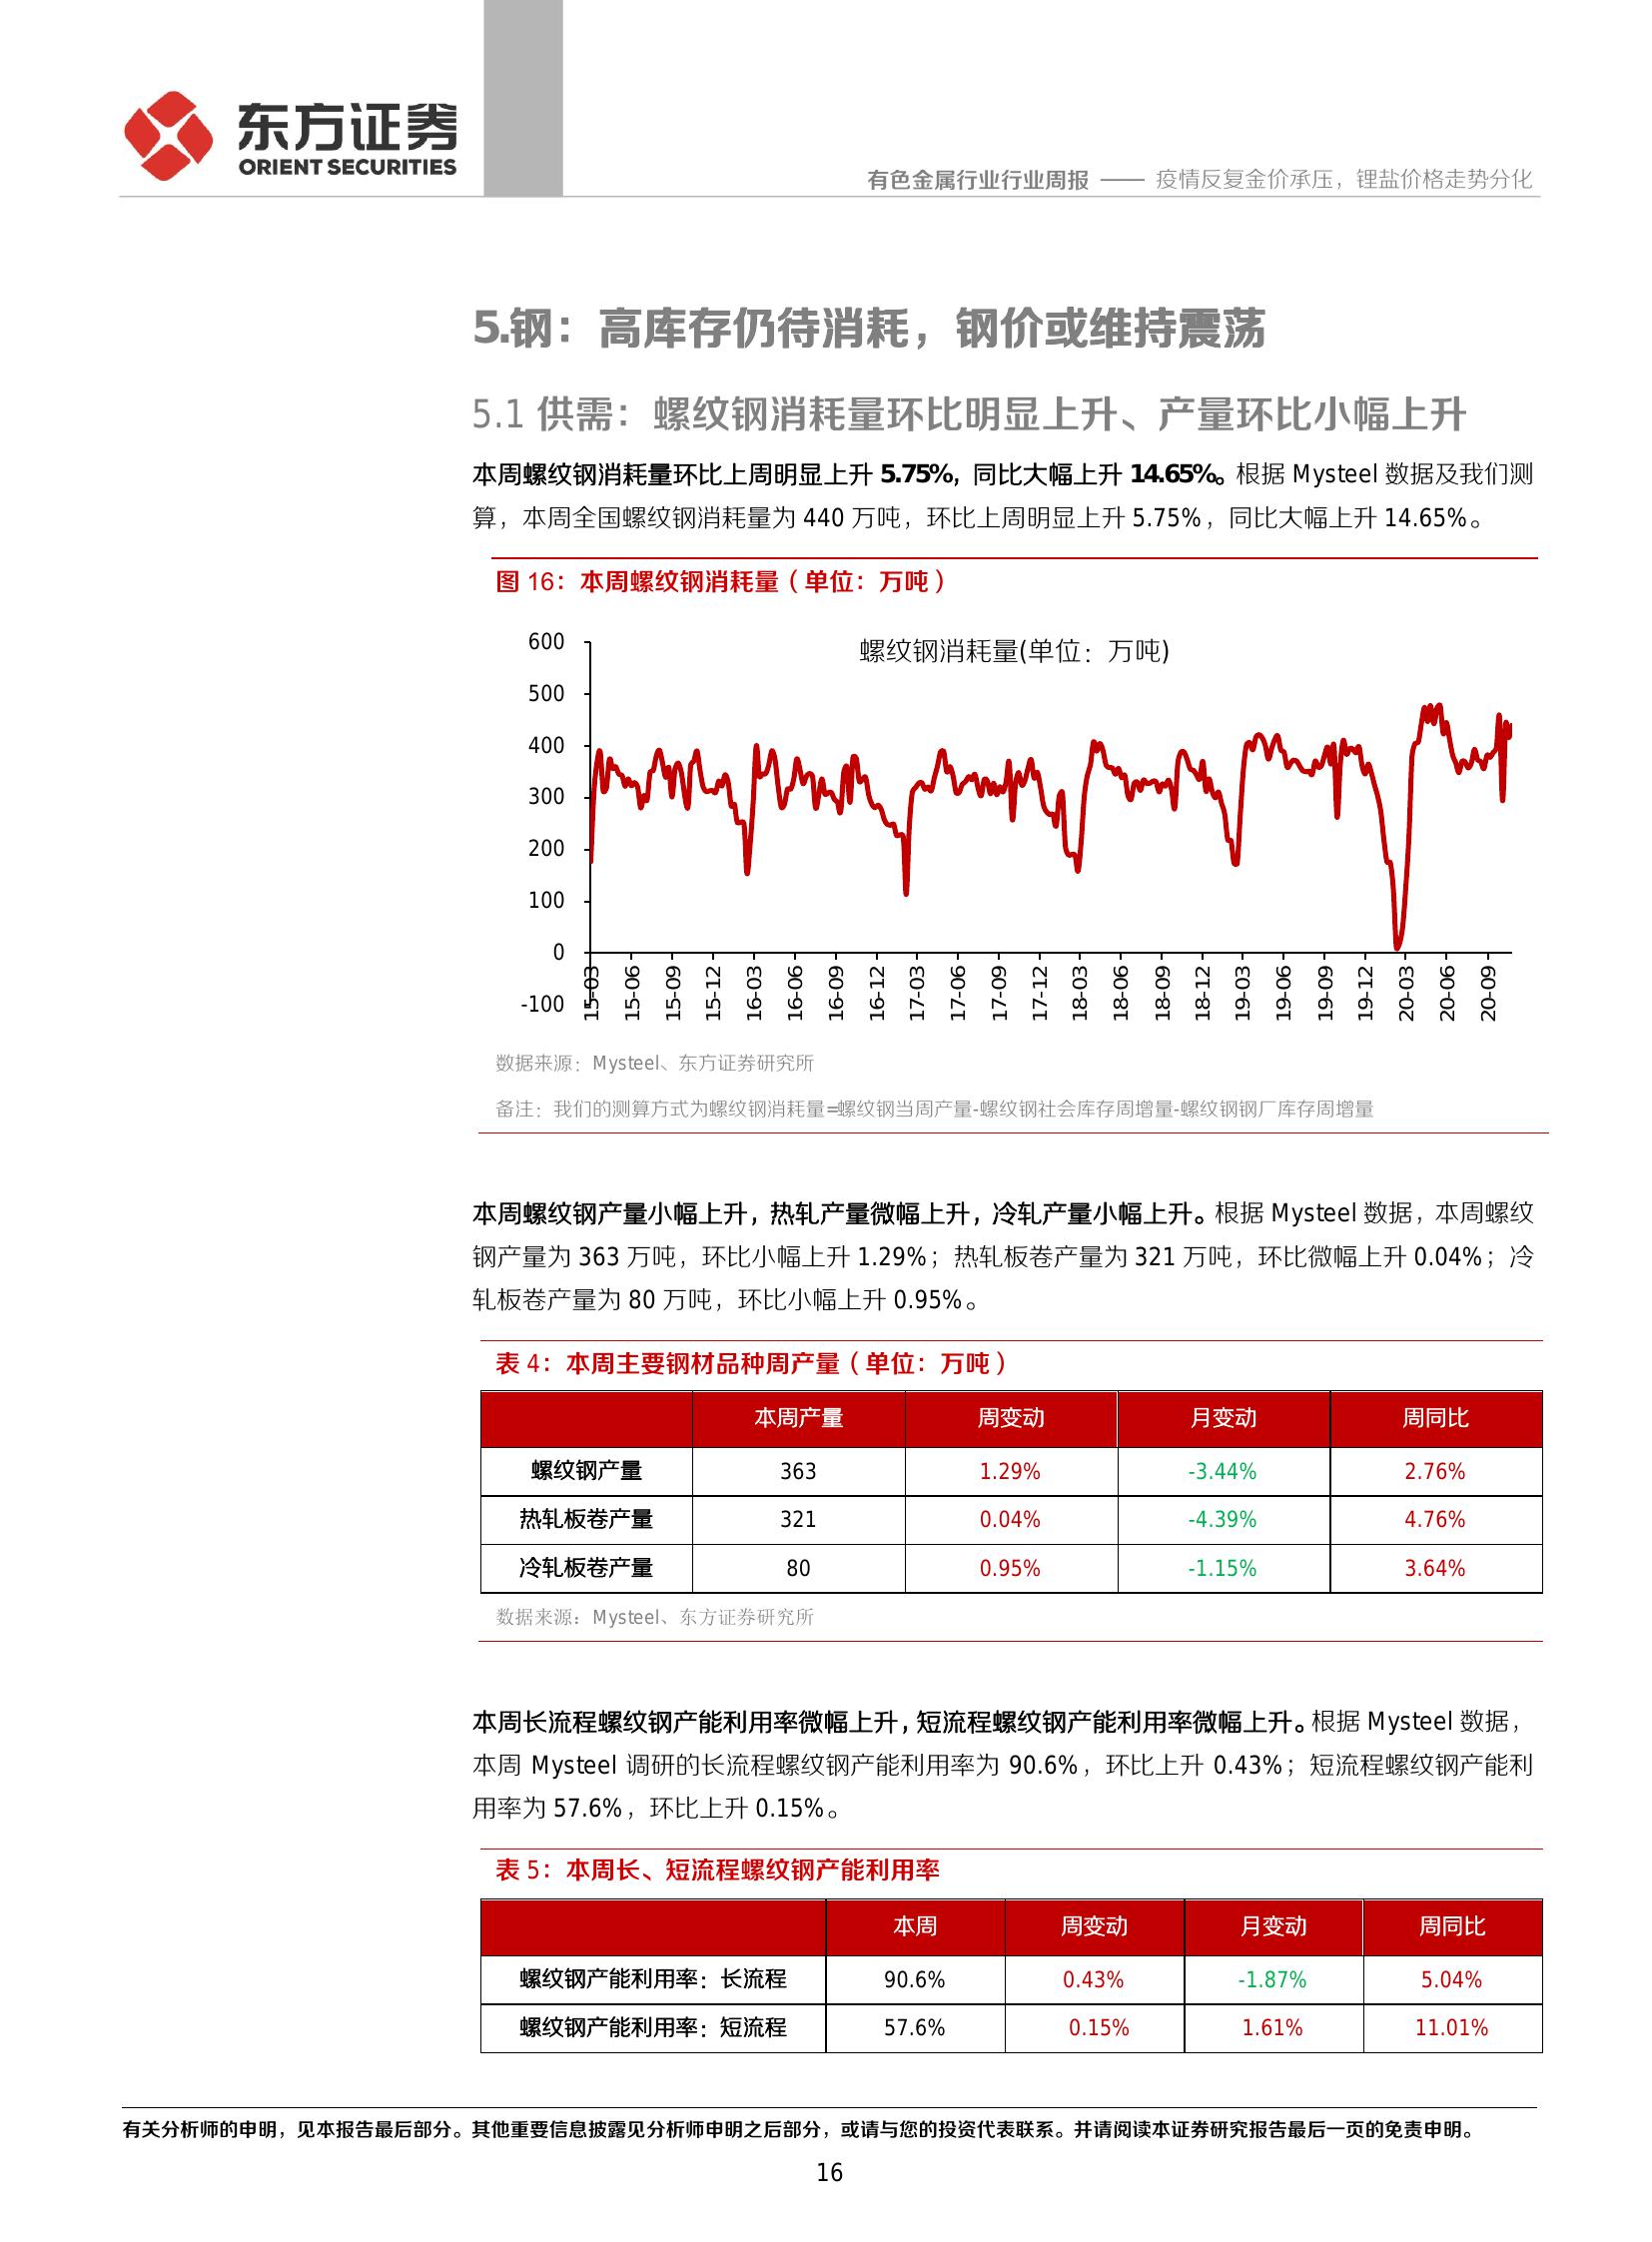 东方证券
ORIENT SECURITIES
有色金属行业行业周报 —— 疫情反复金价承压，锂盐价格走势分化
5.钢：高库存仍待消耗，钢价或维持震荡
5.1 供需：螺纹钢消耗量环比明显上升、产量环比小幅上升
本周螺纹钢消耗量环比上周明显上升 5.75%，同比大幅上升 14.65%。根据 Mysteel 数据及我们测
算，本周全国螺纹钢消耗量为 440 万吨，环比上周明显上升 5.75%，同比大幅上升 14.65%。
图 16：本周螺纹钢消耗量（单位：万吨）
螺纹钢消耗量(单位：万吨)
600
500
400
300
200
100
0
-100
15-03 15-06 15-09 15-12 16-03 16-06 16-09 16-12 17-03 17-06 17-09 17-12 18-03 18-06 18-09 18-12 19-03 19-06 19-09 19-12 20-03 20-06 20-09
数据来源：Mysteel、东方证券研究所
备注：我们的测算方式为螺纹钢消耗量=螺纹钢当周产量-螺纹钢社会库存周增量-螺纹钢钢厂库存周增量
本周螺纹钢产量小幅上升，热轧产量微幅上升，冷轧产量小幅上升。根据 Mysteel 数据，本周螺纹
钢产量为 363 万吨，环比小幅上升 1.29%；热轧板卷产量为 321 万吨，环比微幅上升 0.04%；冷
轧板卷产量为 80 万吨，环比小幅上升 0.95%。
表 4：本周主要钢材品种周产量（单位：万吨）
本周产量 周变动 月变动 周同比
螺纹钢产量 363 1.29% -3.44% 2.76%
热轧板卷产量 321 0.04% -4.39% 4.76%
冷轧板卷产量 80 0.95% -1.15% 3.64%
数据来源：Mysteel、东方证券研究所
本周长流程螺纹钢产能利用率微幅上升，短流程螺纹钢产能利用率微幅上升。根据 Mysteel 数据，
本周 Mysteel 调研的长流程螺纹钢产能利用率为 90.6%，环比上升 0.43%；短流程螺纹钢产能利
用率为 57.6%，环比上升 0.15%。
表 5：本周长、短流程螺纹钢产能利用率
本周 周变动 月变动 周同比
螺纹钢产能利用率：长流程 90.6% 0.43% -1.87% 5.04%
螺纹钢产能利用率：短流程 57.6% 0.15% 1.61% 11.01%
有关分析师的申明，见本报告最后部分。其他重要信息披露见分析师申明之后部分，或请与您的投资代表联系。并请阅读本证券研究报告最后一页的免责申明。
16